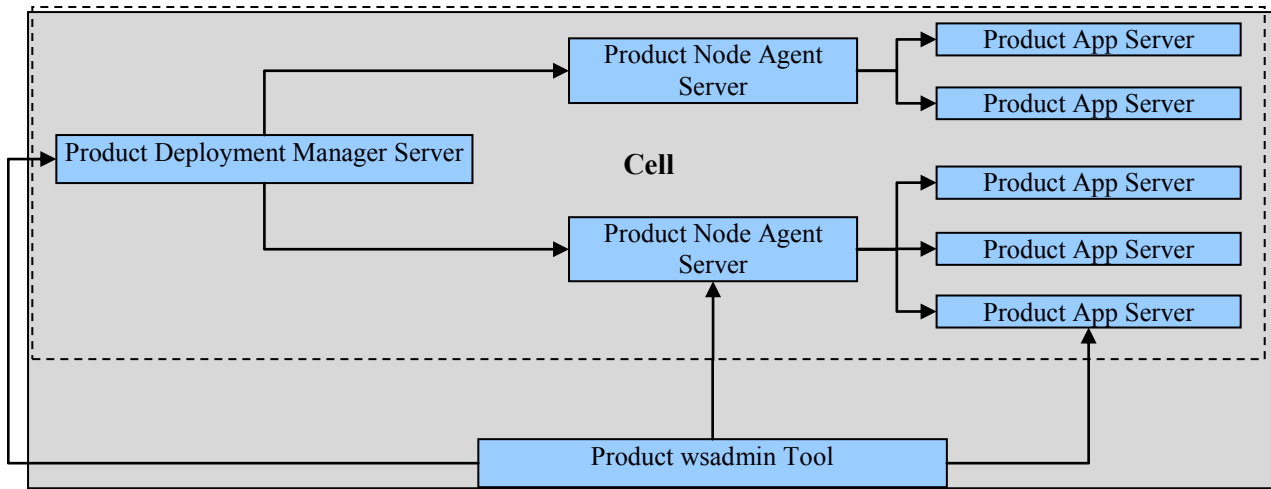 Product Node Agent
Server
Product App Server
Product App Server
Product Deployment Manager Server
Cell
Product Node Agent
Server
Product App Server
Product App Server
Product App Server
Product wsadmin Tool